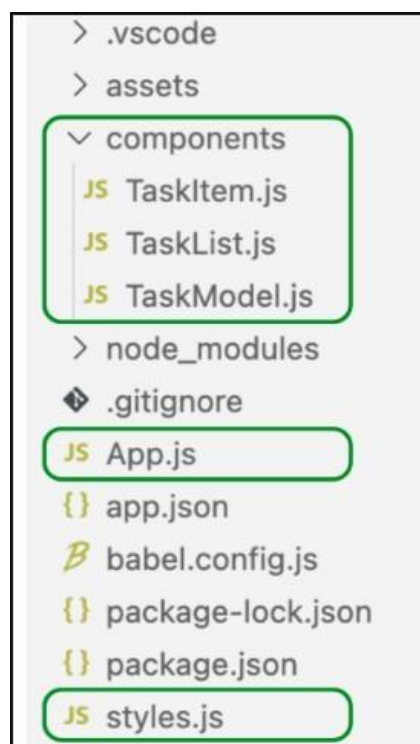 .vscode
assets
components
JS TaskItem.js
JS TaskList.js
JS TaskModel.js
node_modules
.gitignore
JS App.js
{} app.json
B babel.config.js
{} package-lock.json
{} package.json
JS styles.js